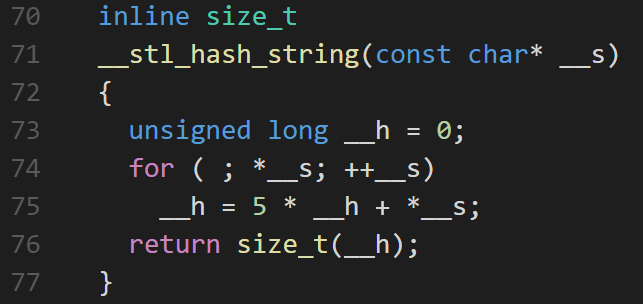 70 inline size_t
71 __stl_hash_string(const char* __s)
72 {
73 unsigned long __h = 0;
74 for ( ; *__s; ++__s)
75 __h = 5 * __h + *__s;
76 return size_t(__h);
77 }